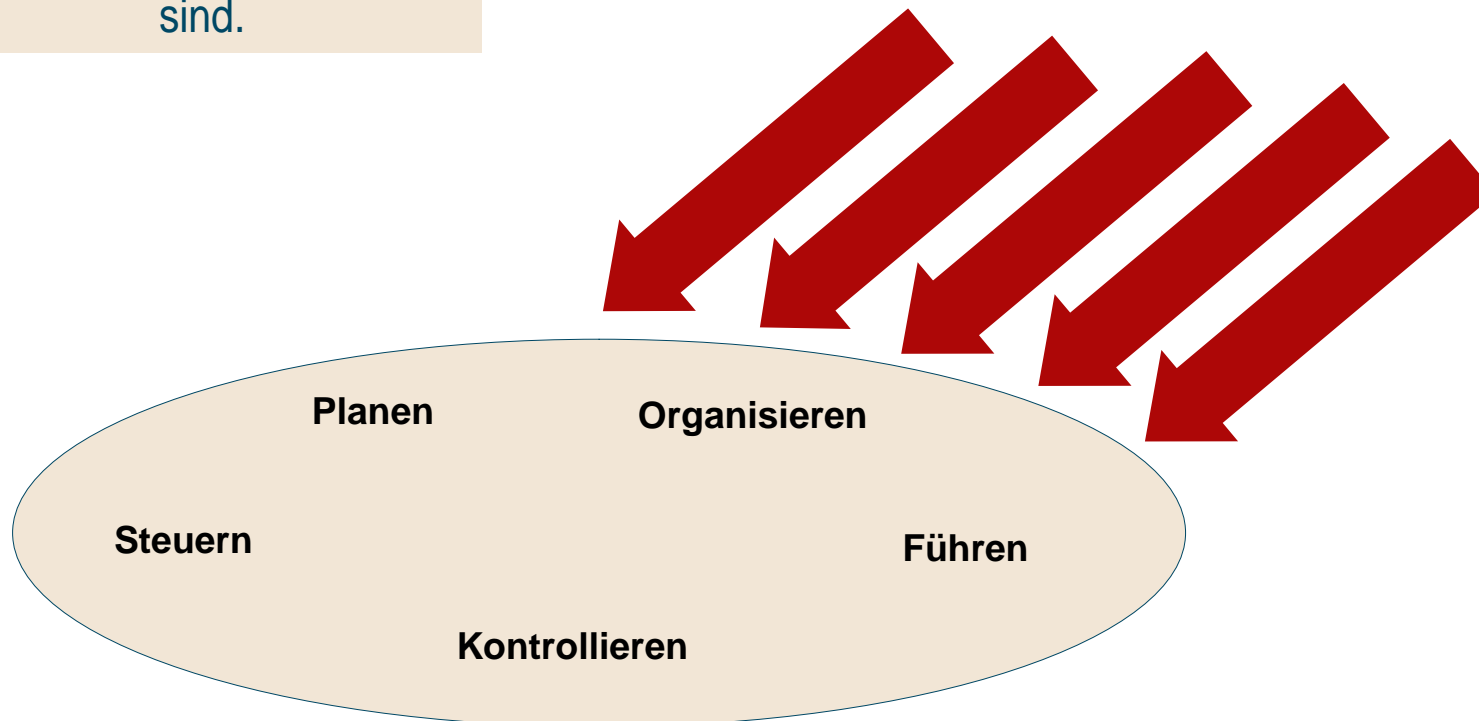 sind.
Planen
Organisieren
Steuern
Führen
Kontrollieren